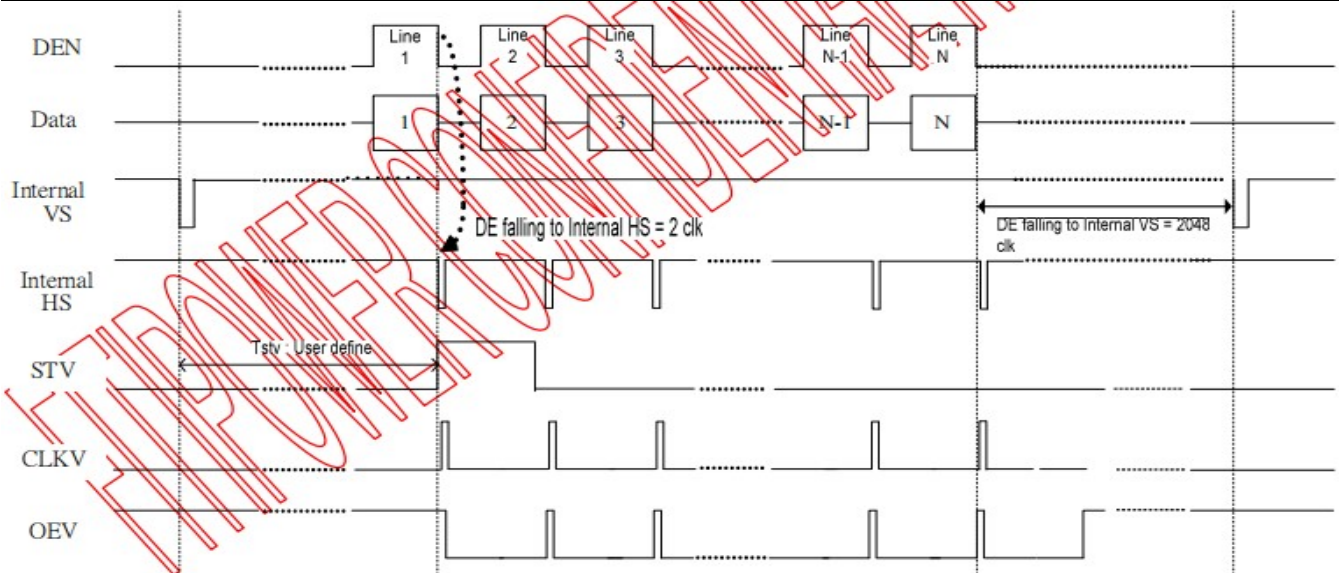 DEN
Line 1
Line 2
Line 3
Line N-1
Line N
Data
1
2
3
N-1
N
Internal VS
DE falling to Internal HS = 2 clk
DE falling to Internal VS = 2048 clk
Internal HS
Tstv : User define
STV
CLKV
OEV